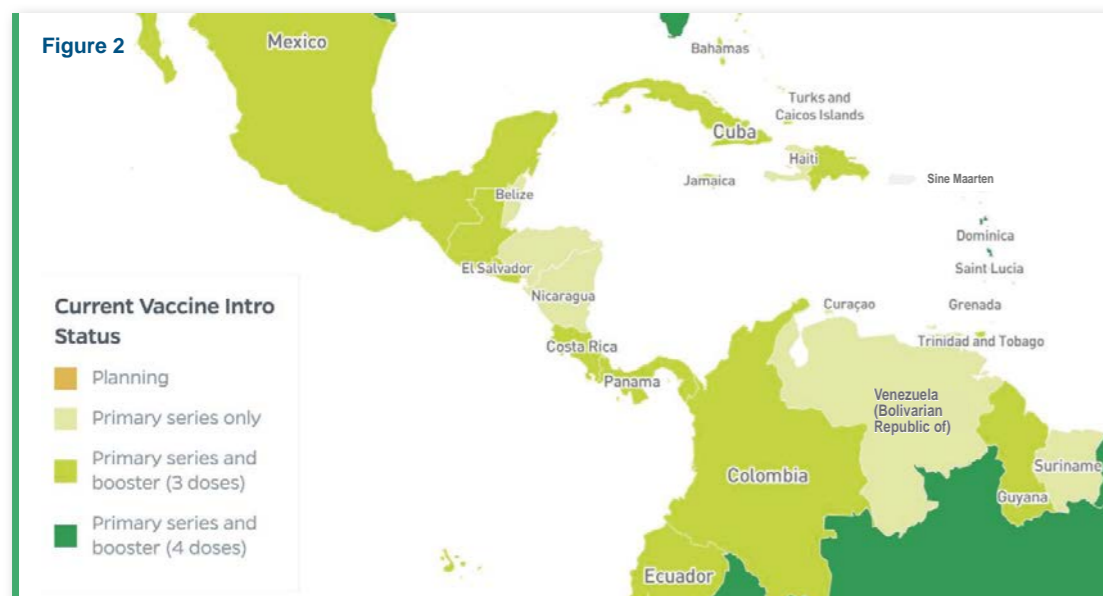 Figure 2
Mexico
Bahamas
Turks and
Caicos Islands
Cuba
Haiti
Jamaica
Sine Maarten
Belize
Dominica
El Salvador
Saint Lucia
Nicaragua
Curaçao
Grenada
Costa Rica
Trinidad and Tobago
Panama
Venezuela
(Bolivarian
Republic of)
Colombia
Suriname
Guyana
Ecuador
Current Vaccine Intro
Status
Planning
Primary series only
Primary series and
booster (3 doses)
Primary series and
booster (4 doses)